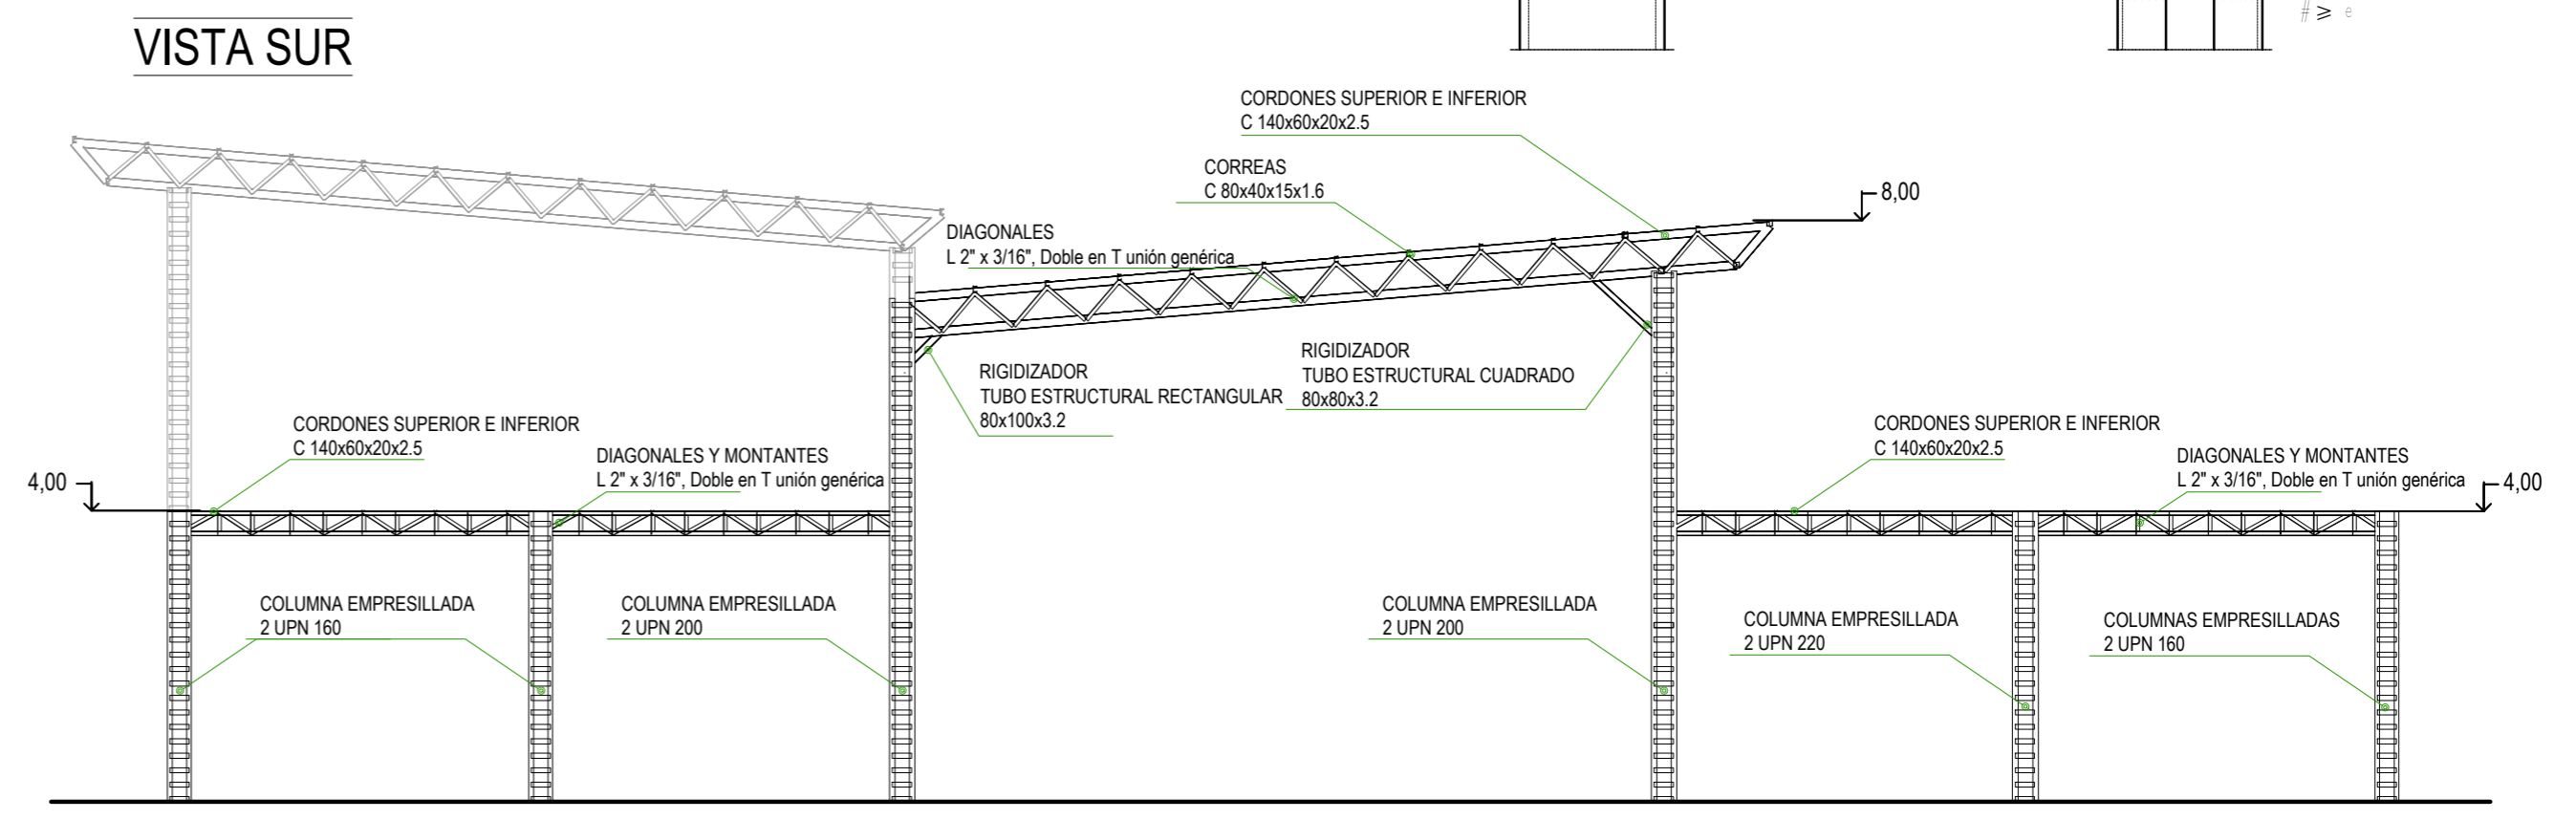 VISTA SUR
CORDONES SUPERIOR E INFERIOR
C 140x60x20x2.5
CORREAS
C 80x40x15x1.6
8,00
DIAGONALES
L 2" x 3/16", Doble en T unión genérica
RIGIDIZADOR
TUBO ESTRUCTURAL RECTANGULAR
80x100x3.2
RIGIDIZADOR
TUBO ESTRUCTURAL CUADRADO
80x80x3.2
CORDONES SUPERIOR E INFERIOR
C 140x60x20x2.5
DIAGONALES Y MONTANTES
L 2" x 3/16", Doble en T unión genérica
4,00
CORDONES SUPERIOR E INFERIOR
C 140x60x20x2.5
DIAGONALES Y MONTANTES
L 2" x 3/16", Doble en T unión genérica
4,00
COLUMNA EMPRESILLADA
2 UPN 160
COLUMNA EMPRESILLADA
2 UPN 200
COLUMNA EMPRESILLADA
2 UPN 200
COLUMNA EMPRESILLADA
2 UPN 220
COLUMNAS EMPRESILLADAS
2 UPN 160